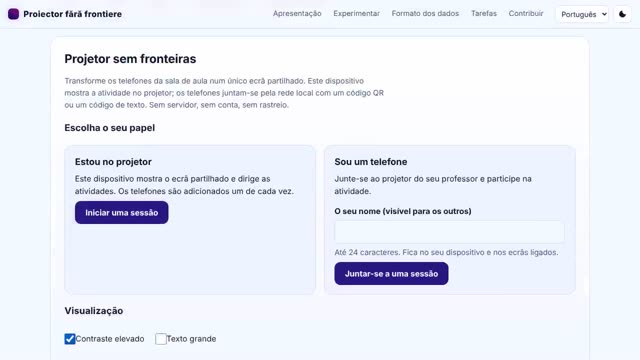 Proiector fără frontiere
Apresentação
Experimentar
Formato dos dados
Tarefas
Contribuir
Português
Projetor sem fronteiras
Transforme os telefones da sala de aula num único ecrã partilhado. Este dispositivo
mostra a atividade no projetor; os telefones juntam-se pela rede local com um código QR
ou um código de texto. Sem servidor, sem conta, sem rastreio.
Escolha o seu papel
Estou no projetor
Este dispositivo mostra o ecrã partilhado e dirige as
atividades. Os telefones são adicionados um de cada vez.
Iniciar uma sessão
Sou um telefone
Junte-se ao projetor do seu professor e participe na
atividade.
O seu nome (visível para os outros)
Até 24 caracteres. Fica no seu dispositivo e nos ecrãs ligados.
Juntar-se a uma sessão
Visualização
Contraste elevado
Texto grande